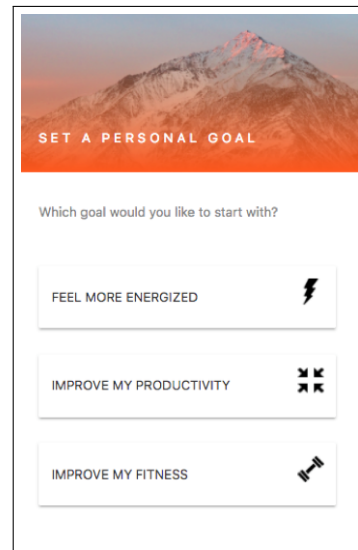 SET A PERSONAL GOAL
Which goal would you like to start with?
FEEL MORE ENERGIZED
IMPROVE MY PRODUCTIVITY
IMPROVE MY FITNESS